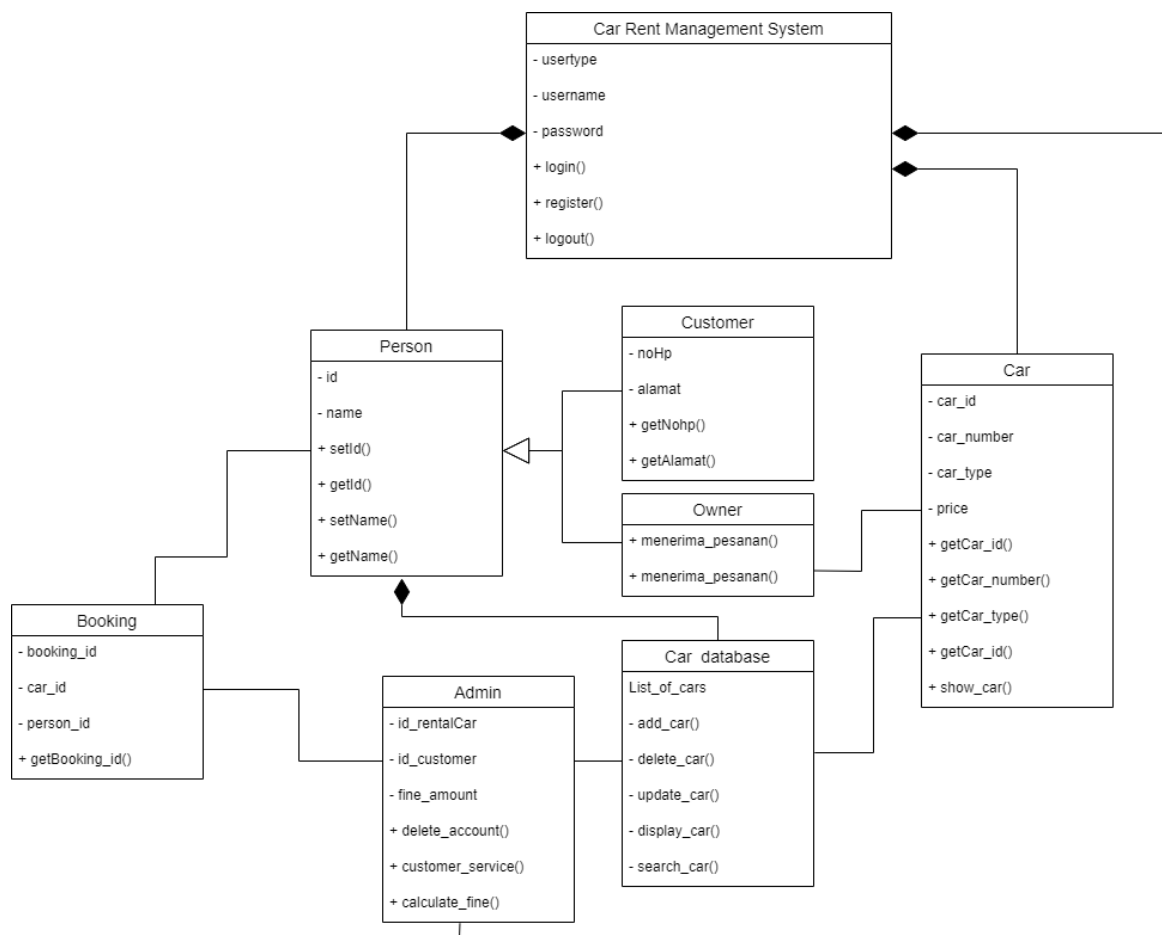 Car Rent Management System
- usertype
- username
- password
+ login()
+ register()
+ logout()
Person
- id
- name
+ setId()
+ getId()
+ setName()
+ getName()
Customer
- noHp
- alamat
+ getNohp()
+ getAlamat()
Owner
+ menerima_pesanan()
+ menerima_pesanan()
Car
- car_id
- car_number
- car_type
- price
+ getCar_id()
+ getCar_number()
+ getCar_type()
+ getCar_id()
+ show_car()
Booking
- booking_id
- car_id
- person_id
+ getBooking_id()
Admin
- id_rentalCar
- id_customer
- fine_amount
+ delete_account()
+ customer_service()
+ calculate_fine()
Car_database
List_of_cars
- add_car()
- delete_car()
- update_car()
- display_car()
- search_car()